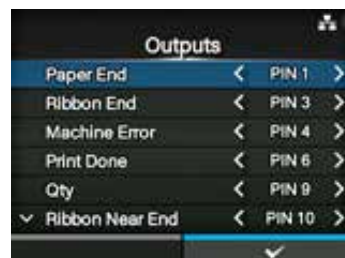 Outputs
Paper End < PIN 1 >
Ribbon End < PIN 3 >
Machine Error < PIN 4 >
Print Done < PIN 6 >
Qty < PIN 9 >
Ribbon Near End < PIN 10 >